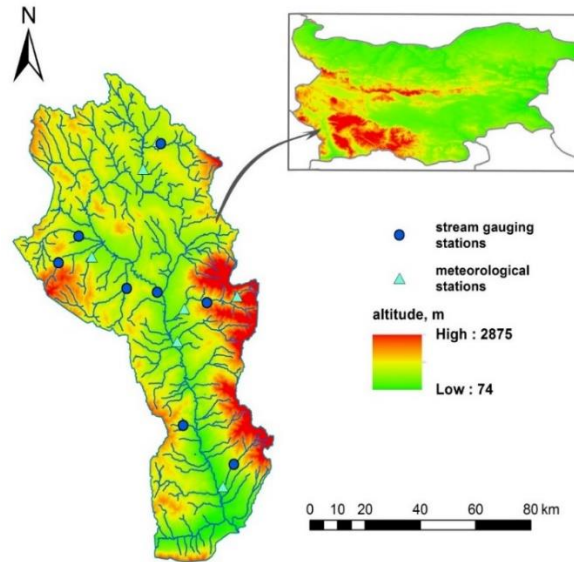 N
stream gauging
stations
meteorological
stations
altitude, m
High : 2875
Low : 74
0 10 20 40 60 80 km